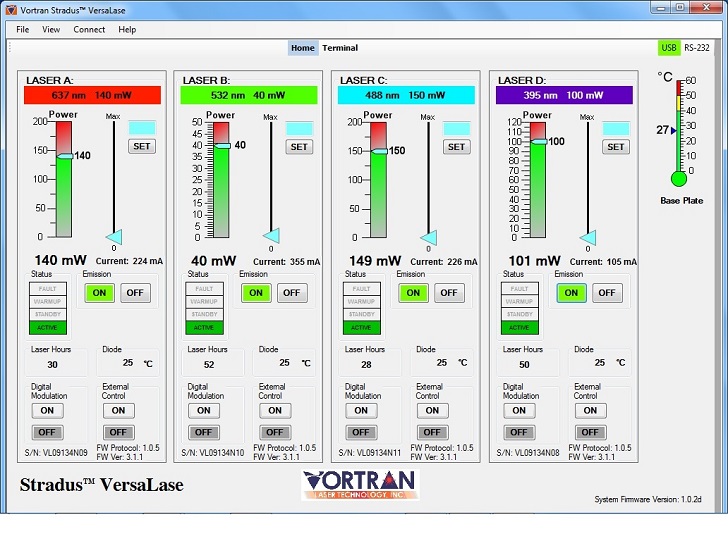 Vortran Stradus™ VersaLase
File View Connect Help
Home Terminal USB RS-232
LASER A:
637 nm 140 mW
Power
Max
200
150
100
50
0
140
SET
0
140 mW Current: 224 mA
Status
FAULT
WARMUP
STANDBY
ACTIVE
Emission
ON OFF
Laser Hours
30
Diode
25 °C
Digital
Modulation
ON
OFF
External
Control
ON
OFF
S/N: VL09134N09
FW Protocol: 1.0.5
FW Ver: 3.1.1
LASER B:
532 nm 40 mW
Power
Max
50
45
40
35
30
25
20
15
10
5
0
40
SET
0
40 mW Current: 355 mA
Status
FAULT
WARMUP
STANDBY
ACTIVE
Emission
ON OFF
Laser Hours
52
Diode
25 °C
Digital
Modulation
ON
OFF
External
Control
ON
OFF
S/N: VL09134N10
FW Protocol: 1.0.5
FW Ver: 3.1.1
LASER C:
488 nm 150 mW
Power
Max
200
150
100
50
0
150
SET
0
149 mW Current: 226 mA
Status
FAULT
WARMUP
STANDBY
ACTIVE
Emission
ON OFF
Laser Hours
28
Diode
25 °C
Digital
Modulation
ON
OFF
External
Control
ON
OFF
S/N: VL09134N11
FW Protocol: 1.0.5
FW Ver: 3.1.1
LASER D:
395 nm 100 mW
Power
Max
120
110
100
90
80
70
60
50
40
30
20
10
0
100
SET
0
101 mW Current: 105 mA
Status
FAULT
WARMUP
STANDBY
ACTIVE
Emission
ON OFF
Laser Hours
50
Diode
25 °C
Digital
Modulation
ON
OFF
External
Control
ON
OFF
S/N: VL09134N08
FW Protocol: 1.0.5
FW Ver: 3.1.1
°C
60
50
40
30
20
10
0
27
Base Plate
Stradus™ VersaLase
VORTRAN
LASER TECHNOLOGY, INC.
System Firmware Version: 1.0.2d